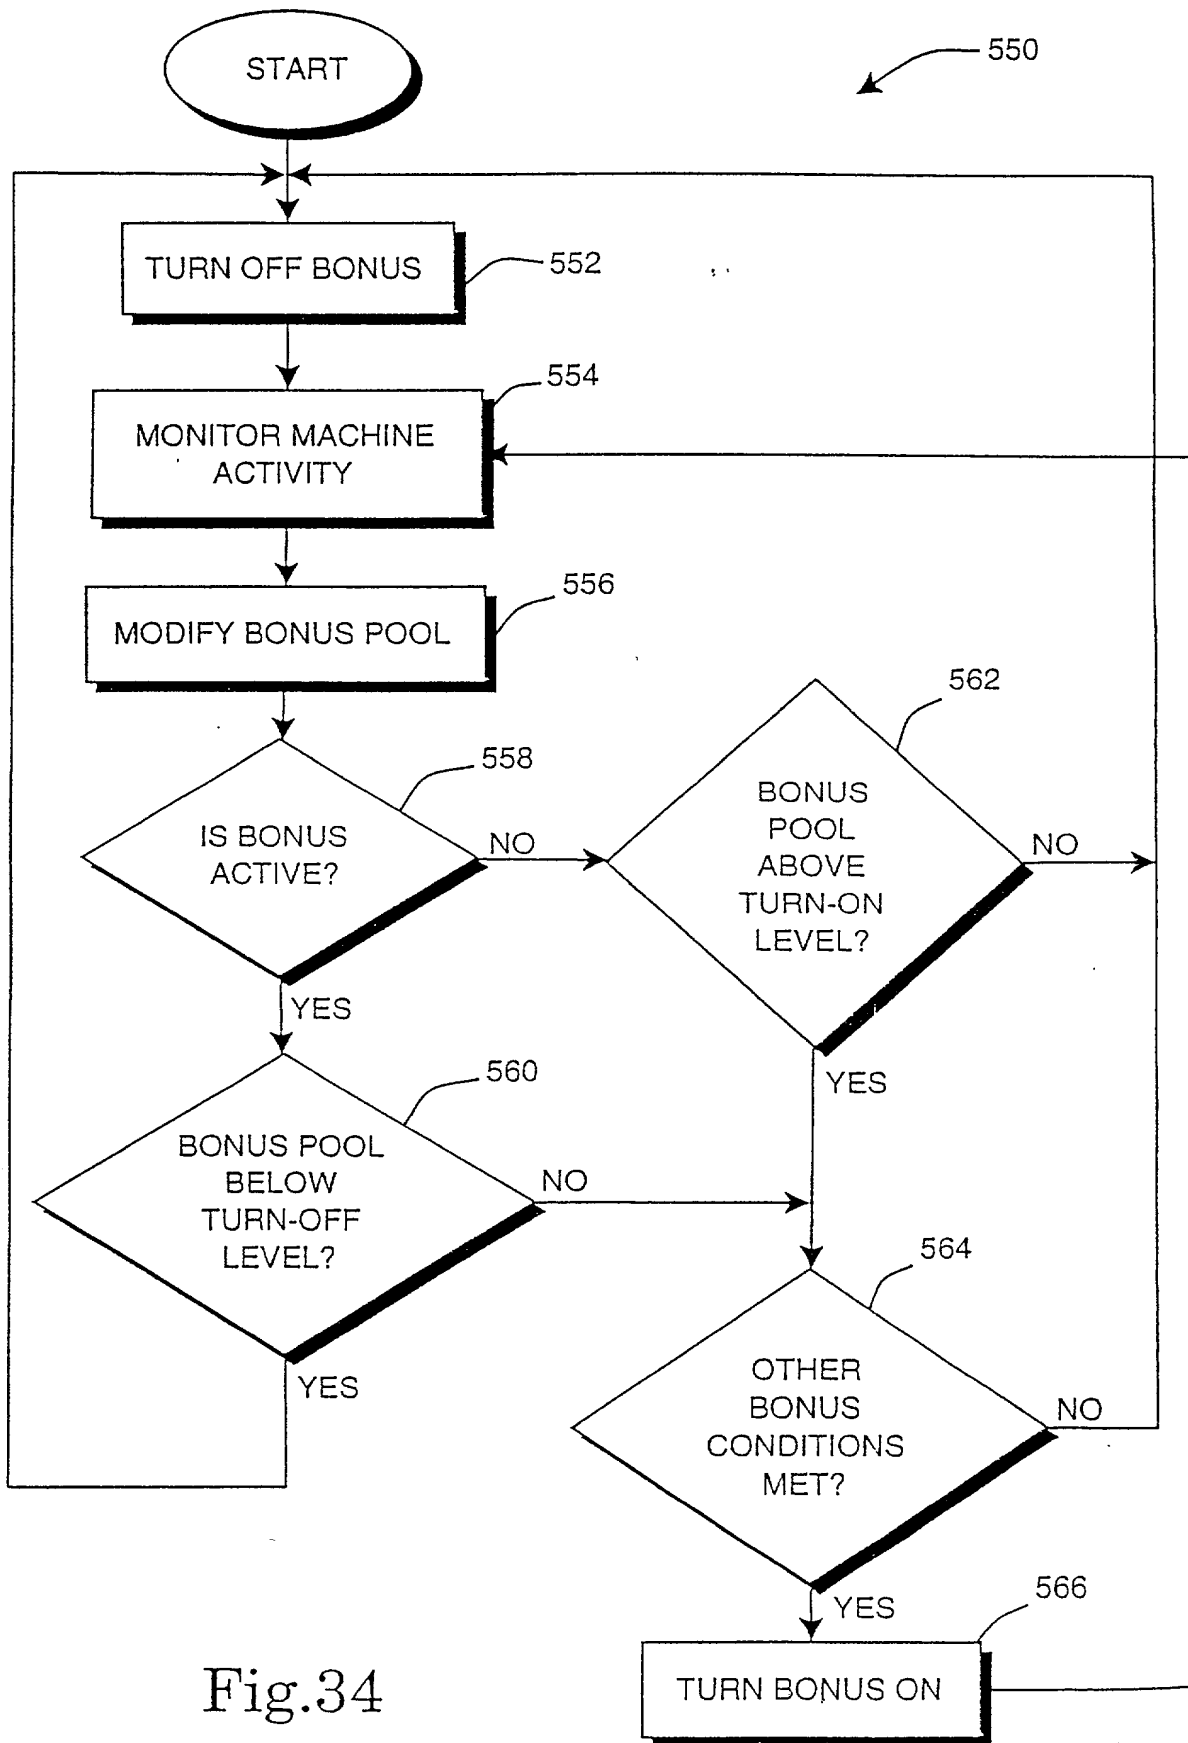 START
550
TURN OFF BONUS
552
554
MONITOR MACHINE
ACTIVITY
556
MODIFY BONUS POOL
562
558
BONUS
POOL
ABOVE
TURN-ON
LEVEL?
IS BONUS
ACTIVE?
NO
NO
YES
YES
560
BONUS POOL
BELOW
TURN-OFF
LEVEL?
NO
564
YES
OTHER
BONUS
CONDITIONS
MET?
NO
YES
566
TURN BONUS ON
Fig.34